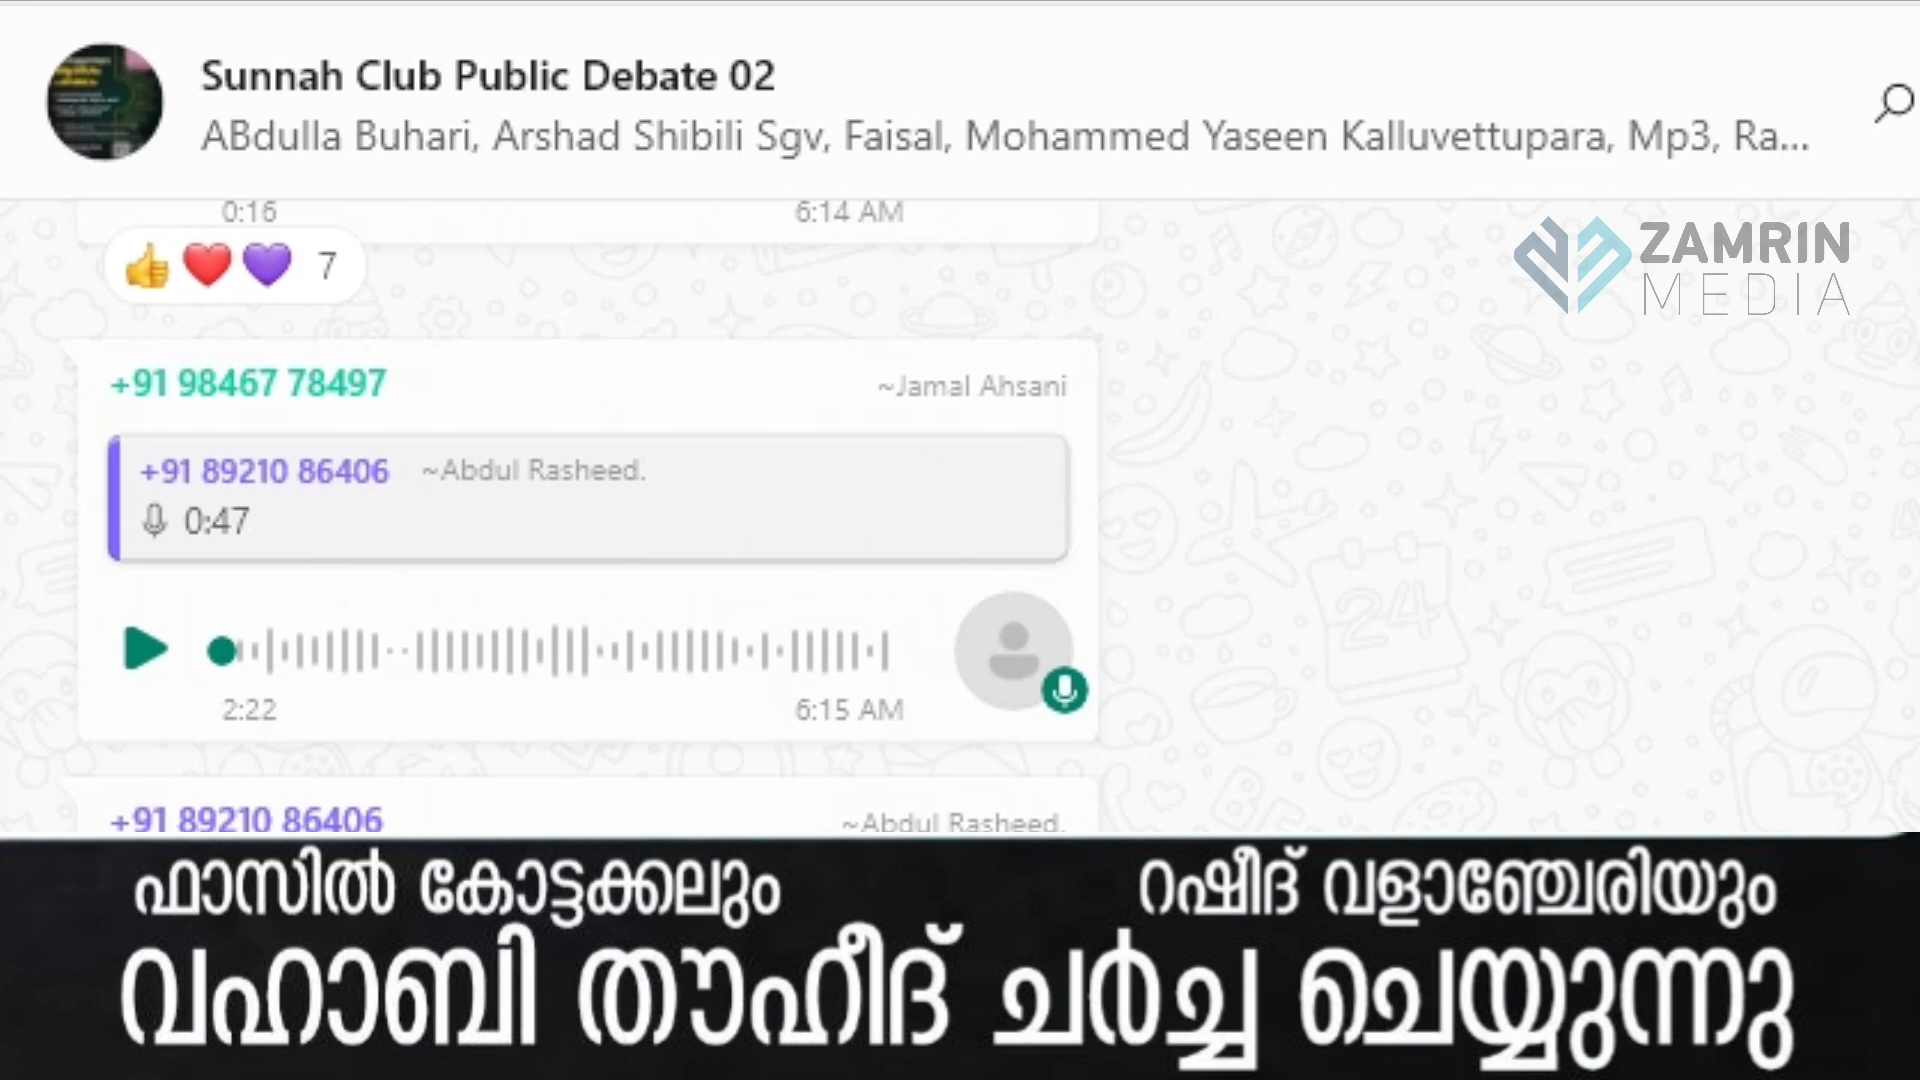 Sunnah Club Public Debate 02
ABdulla Buhari, Arshad Shibili Sgv, Faisal, Mohammed Yaseen Kalluvettupara, Mp3, Ra...
0:16 6:14 AM
7
ZAMRIN
MEDIA
+91 98467 78497 ~Jamal Ahsani
+91 89210 86406 ~Abdul Rasheed.
0:47
2:22 6:15 AM
+91 89210 86406 ~Abdul Rasheed.
ഫാസിൽ കോട്ടക്കലും റഷീദ് വളാഞ്ചേരിയും
വഹാബി തൗഹീദ് ചർച്ച ചെയ്യുന്നു